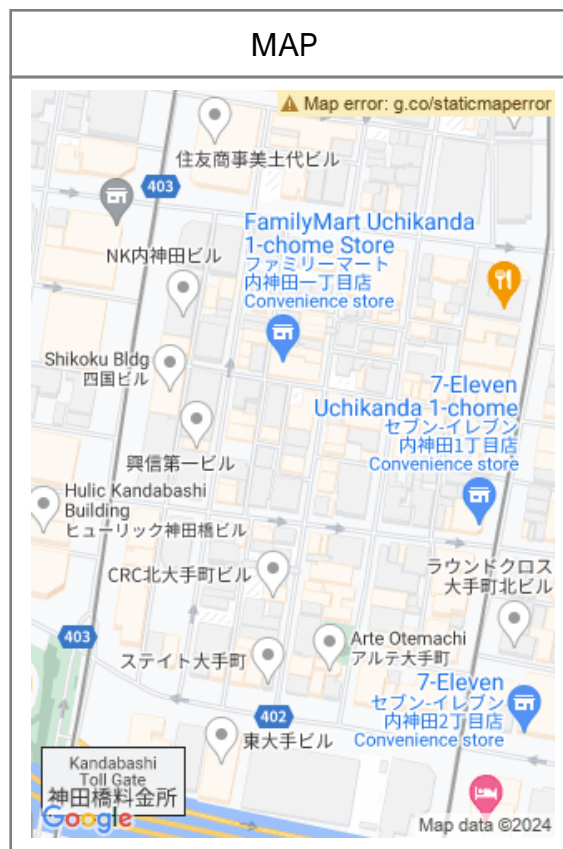 MAP
Map error: g.co/staticmaperror
住友商事美土代ビル
403
FamilyMart Uchikanda
1-chome Store
ファミリーマート
内神田一丁目店
Convenience store
NK内神田ビル
Shikoku Bldg
四国ビル
7-Eleven
Uchikanda 1-chome
セブン-イレブン
内神田1丁目店
Convenience store
興信第一ビル
Hulic Kandabashi
Building
ヒューリック神田橋ビル
CRC北大手町ビル
ラウンドクロス
大手町北ビル
403
Arte Otemachi
アルテ大手町
ステイト大手町
7-Eleven
セブン-イレブン
内神田2丁目店
Convenience store
402
東大手ビル
Kandabashi
Toll Gate
神田橋料金所
Google
Map data ©2024